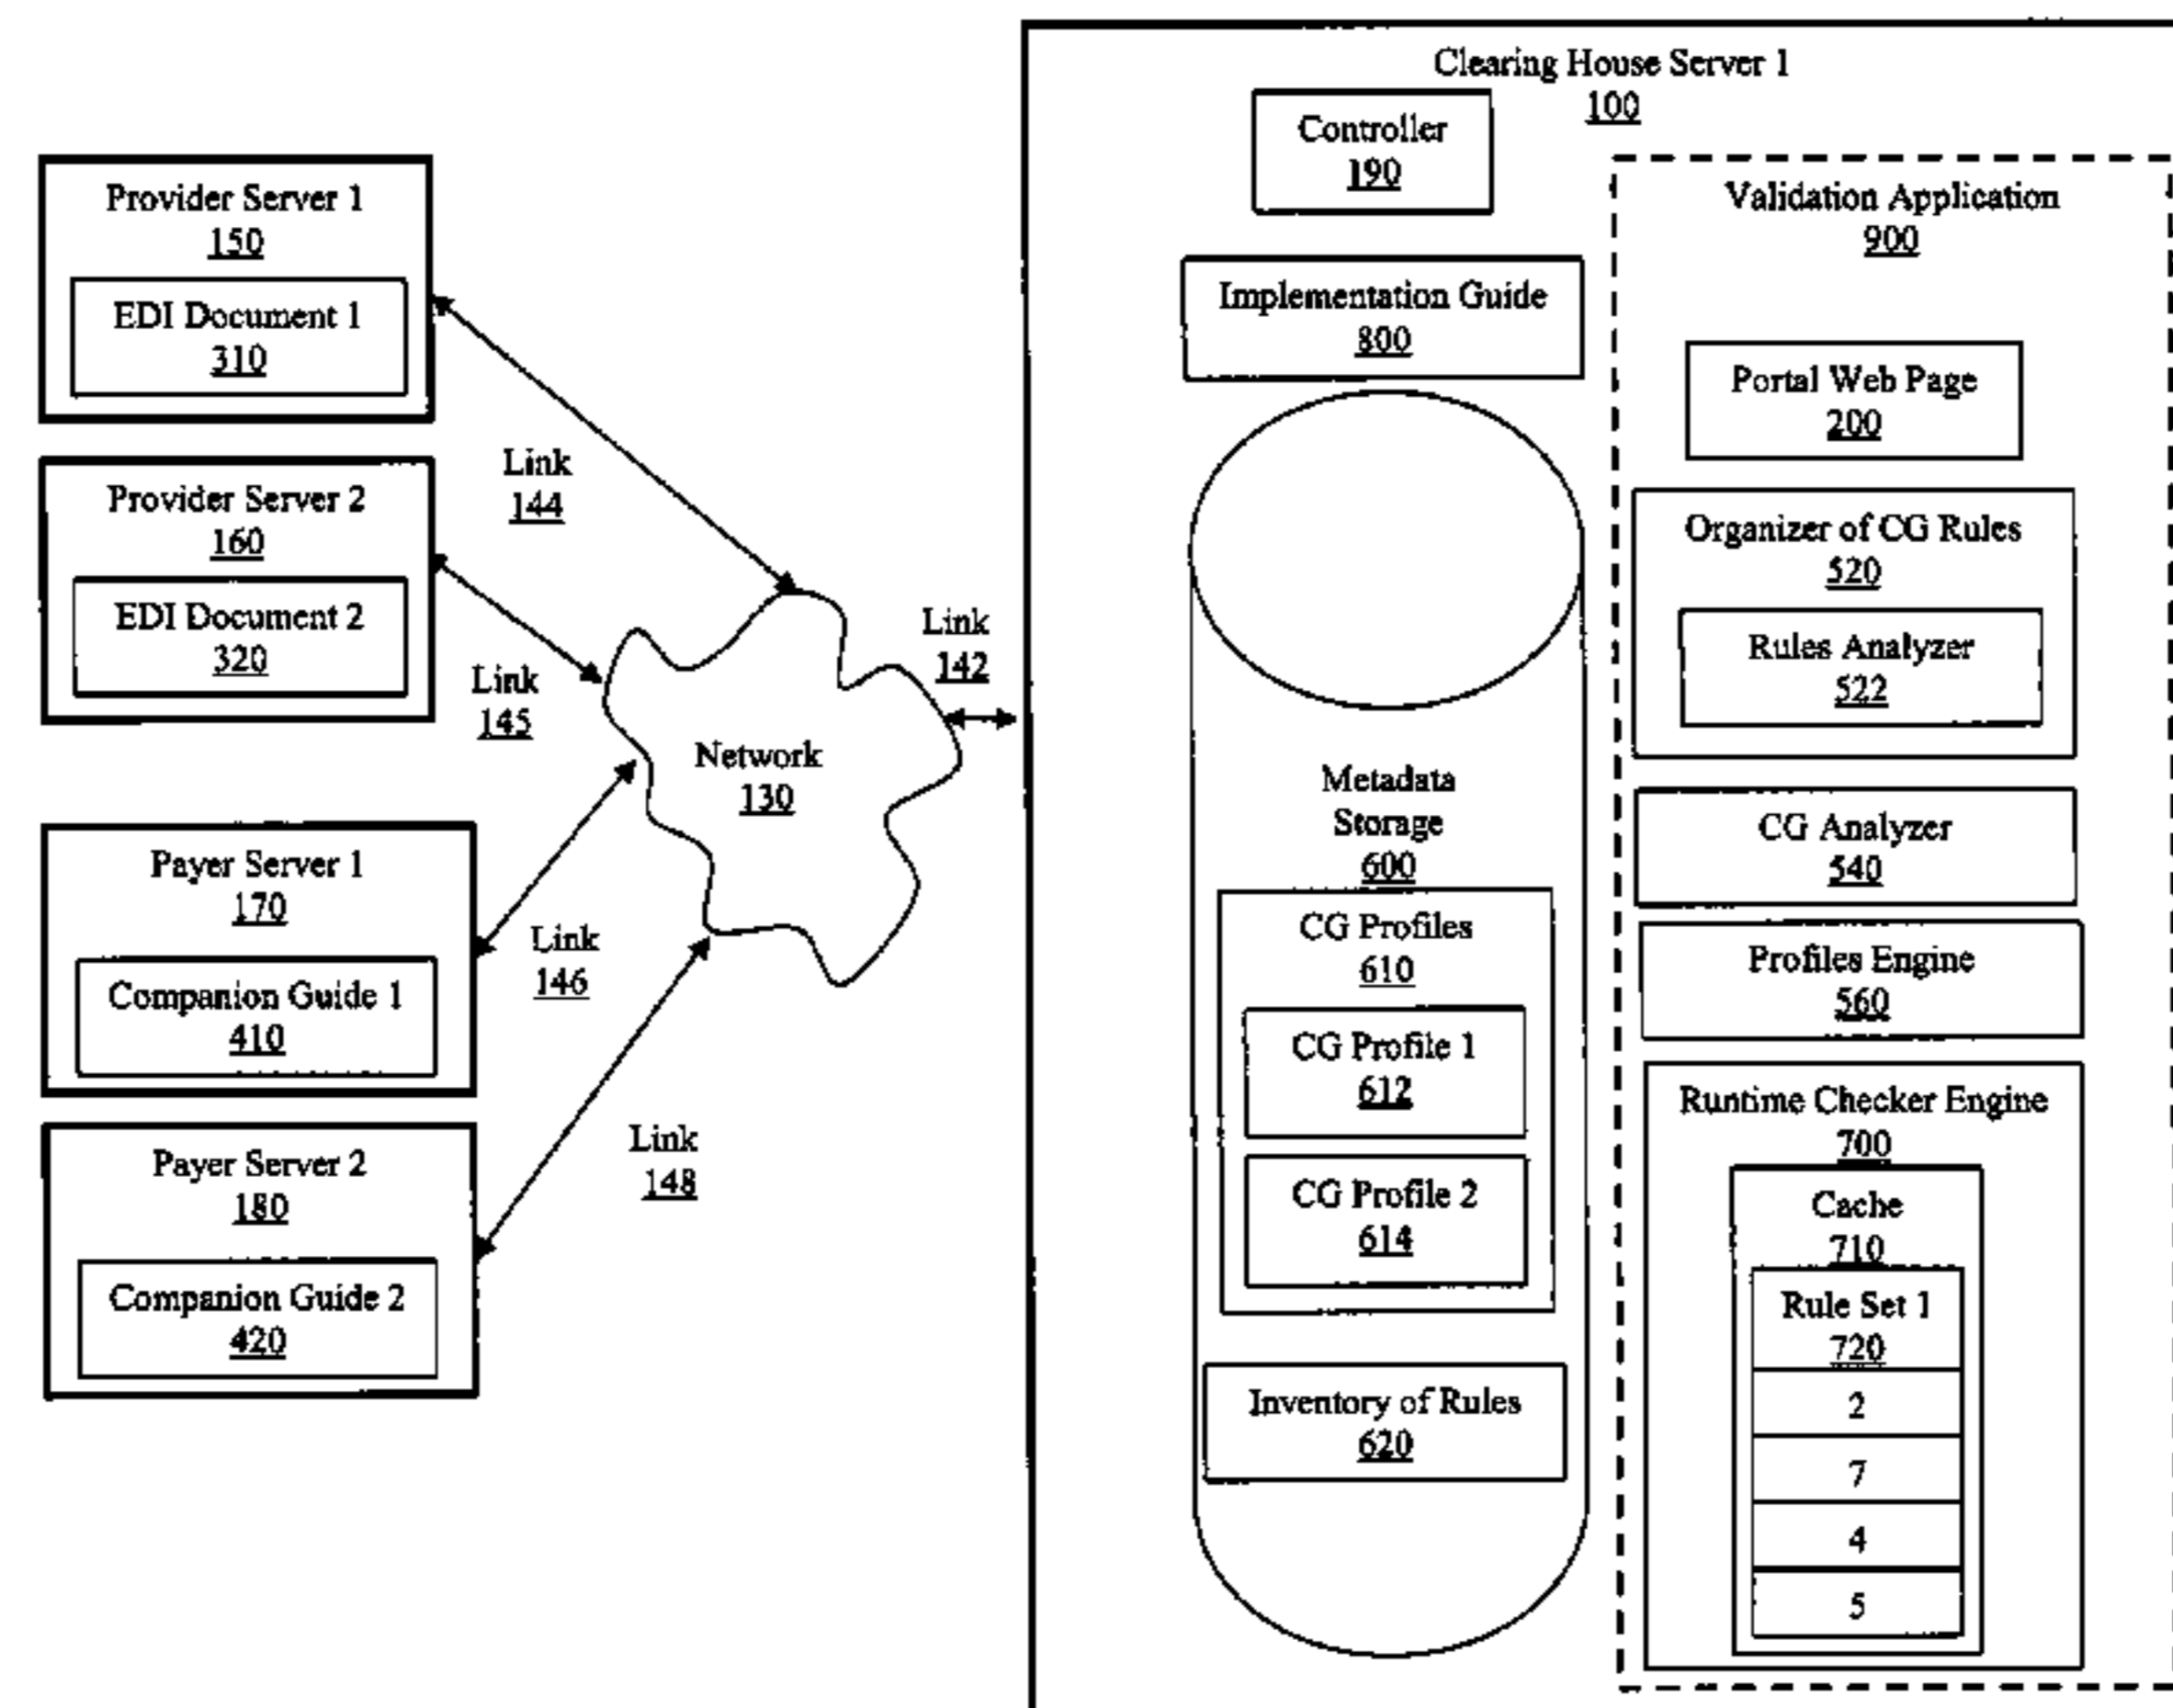 Provider Server 1
150
EDI Document 1
310
Provider Server 2
160
EDI Document 2
320
Payer Server 1
170
Companion Guide 1
410
Payer Server 2
180
Companion Guide 2
420
Link
144
Link
145
Link
146
Link
148
Network
130
Link
142
Clearing House Server 1
100
Controller
190
Implementation Guide
800
Metadata
Storage
600
CG Profiles
610
CG Profile 1
612
CG Profile 2
614
Inventory of Rules
620
Validation Application
900
Portal Web Page
200
Organizer of CG Rules
520
Rules Analyzer
522
CG Analyzer
540
Profiles Engine
560
Runtime Checker Engine
700
Cache
710
Rule Set 1
720
2
7
4
5